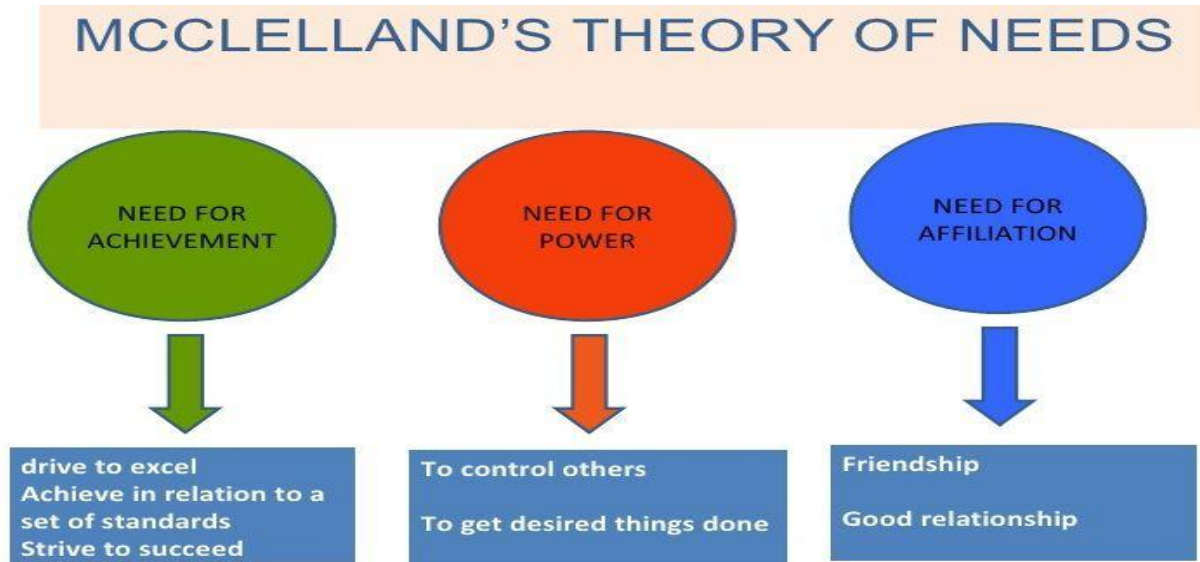 MCCLELLAND'S THEORY OF NEEDS
NEED FOR
ACHIEVEMENT
NEED FOR
POWER
NEED FOR
AFFILIATION
drive to excel
Achieve in relation to a
set of standards
Strive to succeed
To control others
To get desired things done
Friendship
Good relationship